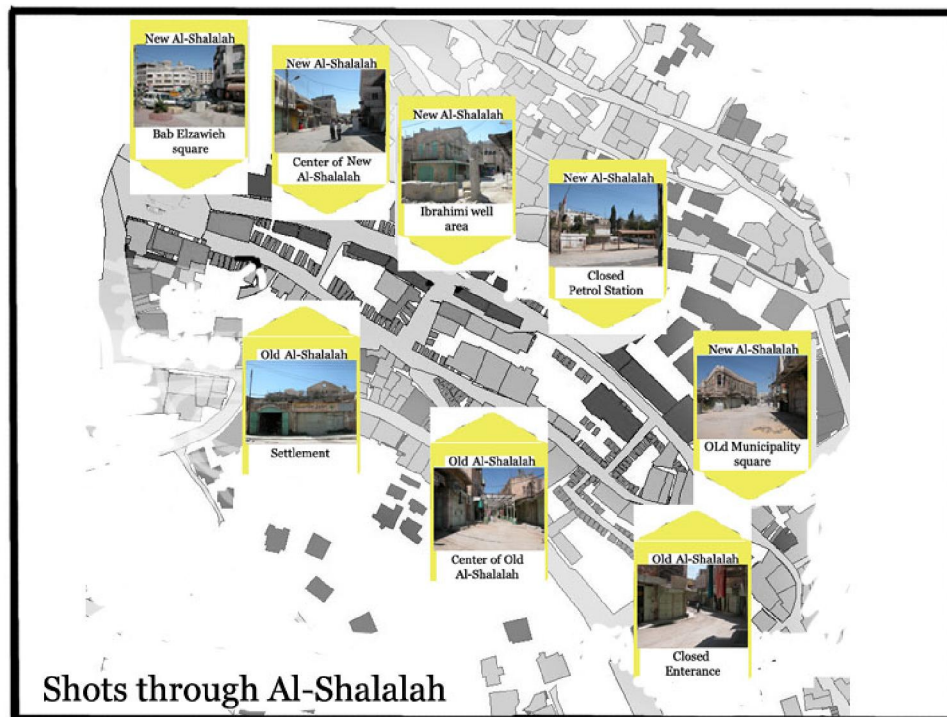 New Al-Shalalah
Bab Elzawieh
square
New Al-Shalalah
Center of New
Al-Shalalah
New Al-Shalalah
Ibrahimi well
area
New Al-Shalalah
Closed
Petrol Station
New Al-Shalalah
OLd Municipality
square
Old Al-Shalalah
Settlement
Old Al-Shalalah
Center of Old
Al-Shalalah
Old Al-Shalalah
Closed
Enterance
Shots through Al-Shalalah